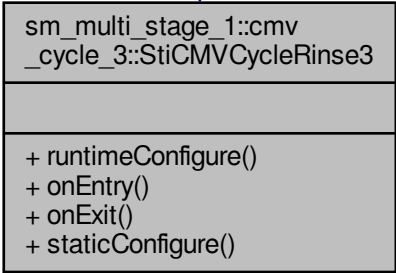 sm_multi_stage_1::cmv
_cycle_3::StiCMVCycleRinse3
+ runtimeConfigure()
+ onEntry()
+ onExit()
+ staticConfigure()